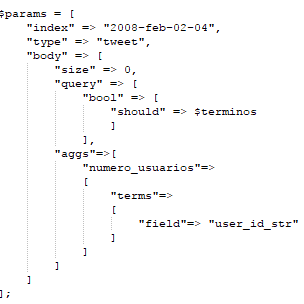 $params = [
    "index" => "2008-feb-02-04",
    "type" => "tweet",
    "body" => [
        "size" => 0,
        "query" => [
            "bool" => [
                "should" => $terminos
                ]
            ],
        "aggs"=>[
            "numero_usuarios"=>
            [
                "terms"=>
                [
                    "field"=> "user_id_str"
                ]
            ]
        ]
    ]
];